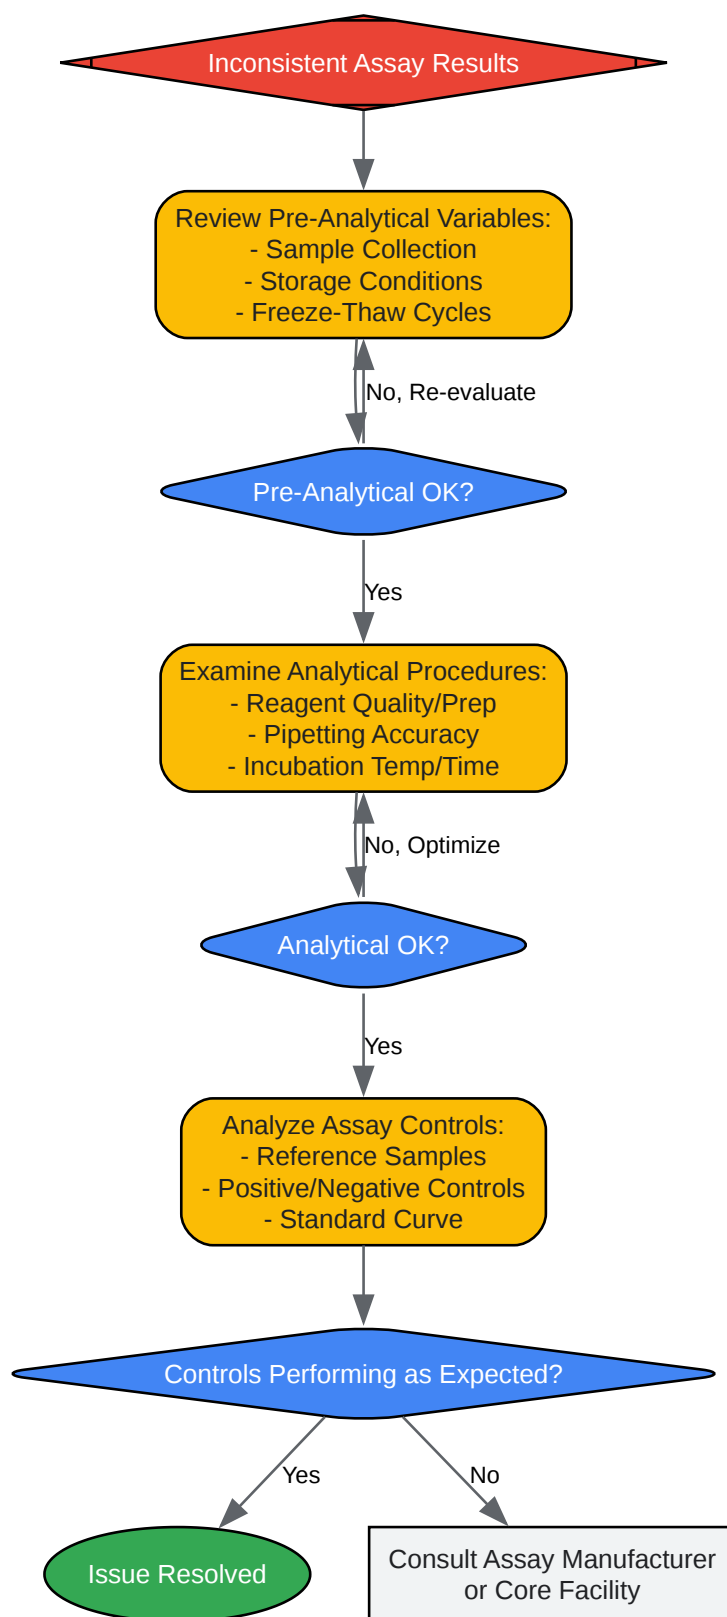 Inconsistent Assay Results
Review Pre-Analytical Variables:
- Sample Collection
- Storage Conditions
- Freeze-Thaw Cycles
No, Re-evaluate
Pre-Analytical OK?
Yes
Examine Analytical Procedures:
- Reagent Quality/Prep
- Pipetting Accuracy
- Incubation Temp/Time
No, Optimize
Analytical OK?
Yes
Analyze Assay Controls:
- Reference Samples
- Positive/Negative Controls
- Standard Curve
Controls Performing as Expected?
Yes
No
Issue Resolved
Consult Assay Manufacturer
or Core Facility